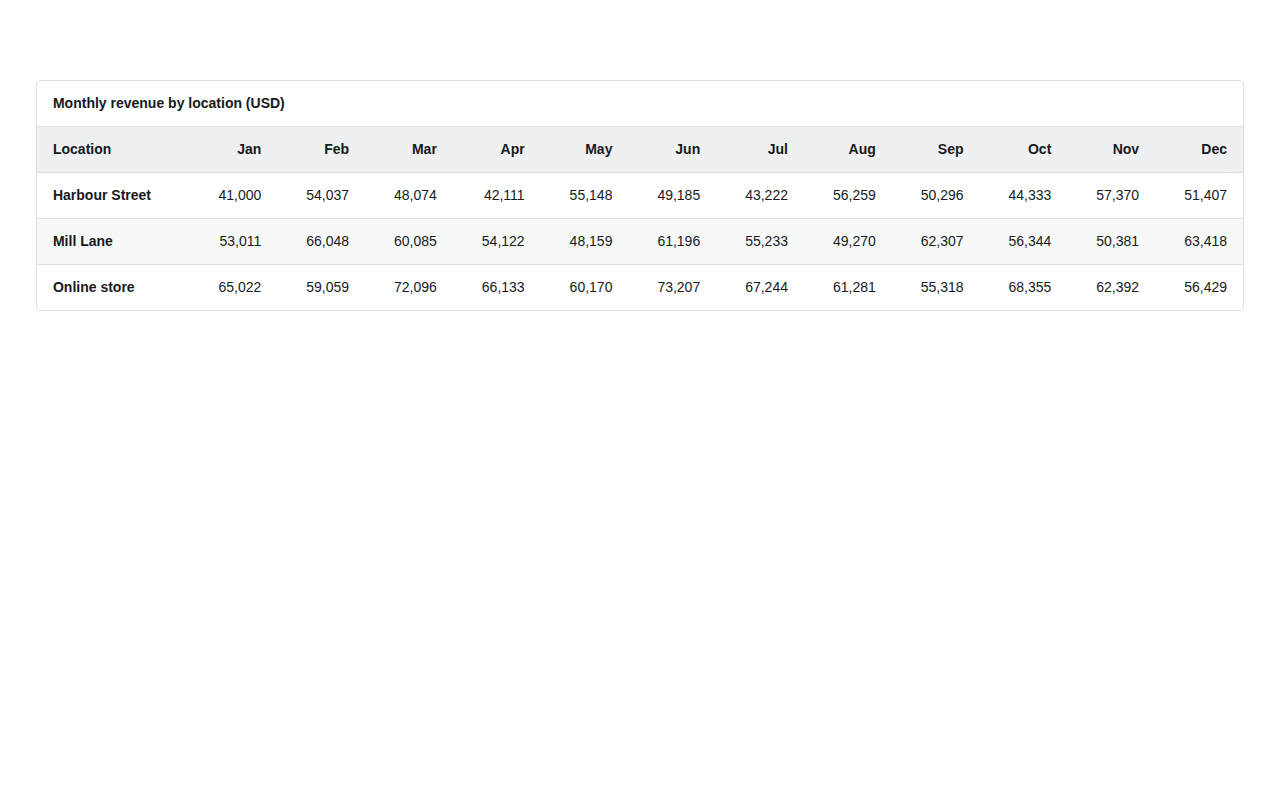 Monthly revenue by location (USD)
Location Jan Feb Mar Apr May Jun Jul Aug Sep Oct Nov Dec
Harbour Street 41,000 54,037 48,074 42,111 55,148 49,185 43,222 56,259 50,296 44,333 57,370 51,407
Mill Lane 53,011 66,048 60,085 54,122 48,159 61,196 55,233 49,270 62,307 56,344 50,381 63,418
Online store 65,022 59,059 72,096 66,133 60,170 73,207 67,244 61,281 55,318 68,355 62,392 56,429